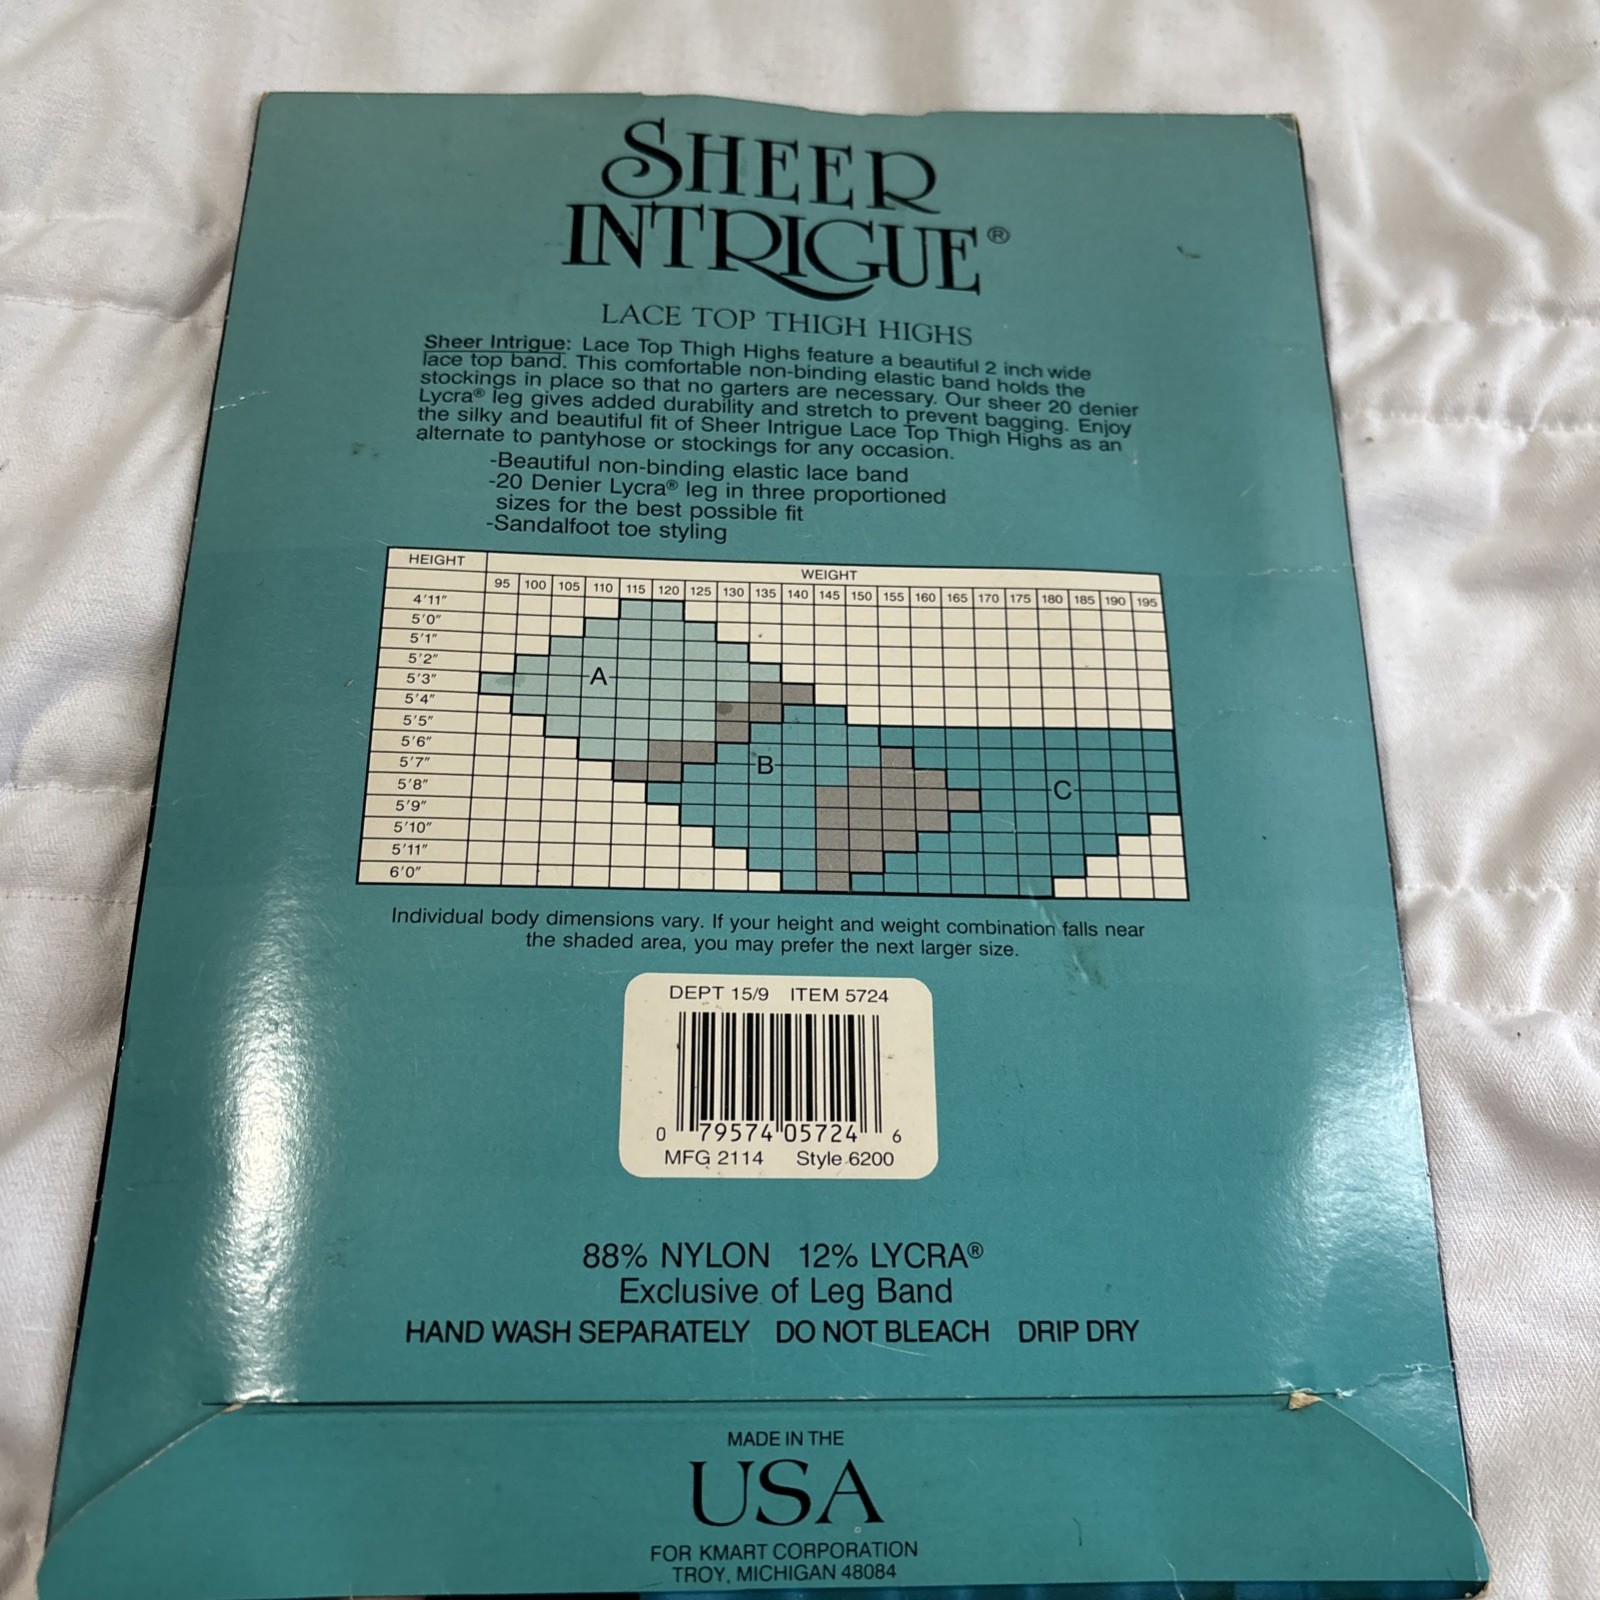 SHEER
INTRIGUE®
LACE TOP THIGH HIGHS
Sheer Intrigue: Lace Top Thigh Highs feature a beautiful 2 inch wide
lace top band. This comfortable non-binding elastic band holds the
stockings in place so that no garters are necessary. Our sheer 20 denier
Lycra® leg gives added durability and stretch to prevent bagging. Enjoy
the silky and beautiful fit of Sheer Intrigue Lace Top Thigh Highs as an
alternate to pantyhose or stockings for any occasion.
-Beautiful non-binding elastic lace band
-20 Denier Lycra® leg in three proportioned
sizes for the best possible fit
-Sandalfoot toe styling
HEIGHT WEIGHT
95 100 105 110 115 120 125 130 135 140 145 150 155 160 165 170 175 180 185 190 195
4'11"
5'0"
5'1"
5'2"
5'3" A
5'4"
5'5"
5'6"
5'7" B
5'8" C
5'9"
5'10"
5'11"
6'0"
Individual body dimensions vary. If your height and weight combination falls near
the shaded area, you may prefer the next larger size.
DEPT 15/9 ITEM 5724
0 79574 05724 6
MFG 2114 Style 6200
88% NYLON 12% LYCRA®
Exclusive of Leg Band
HAND WASH SEPARATELY DO NOT BLEACH DRIP DRY
MADE IN THE
USA
FOR KMART CORPORATION
TROY, MICHIGAN 48084